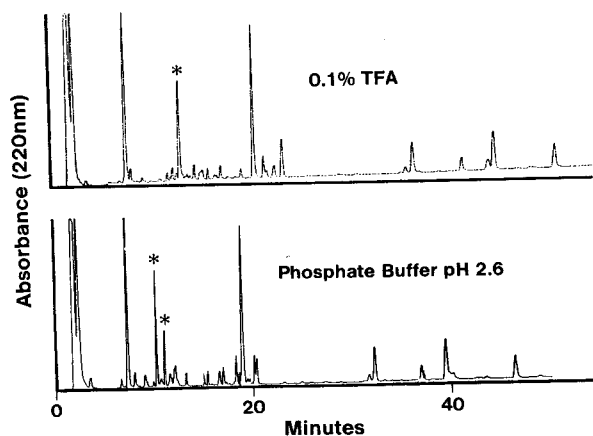 *
0.1% TFA
Absorbance (220nm)
*
*
Phosphate Buffer pH 2.6
0 20 40
Minutes